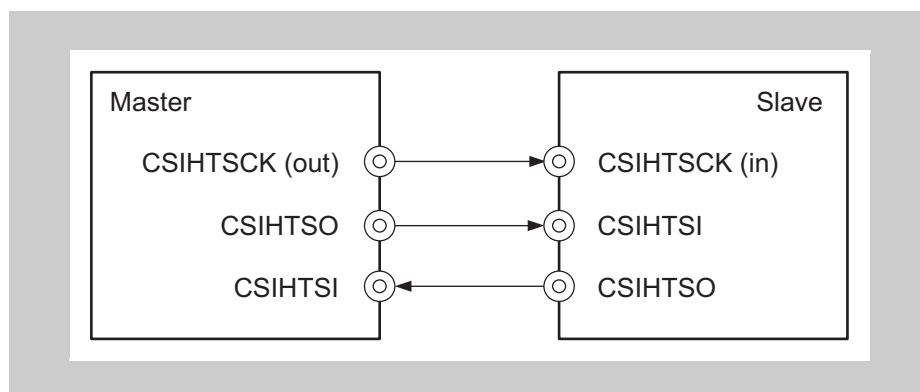 Master
Slave
CSIHTSCK (out)
CSIHTSCK (in)
CSIHTSO
CSIHTSI
CSIHTSI
CSIHTSO